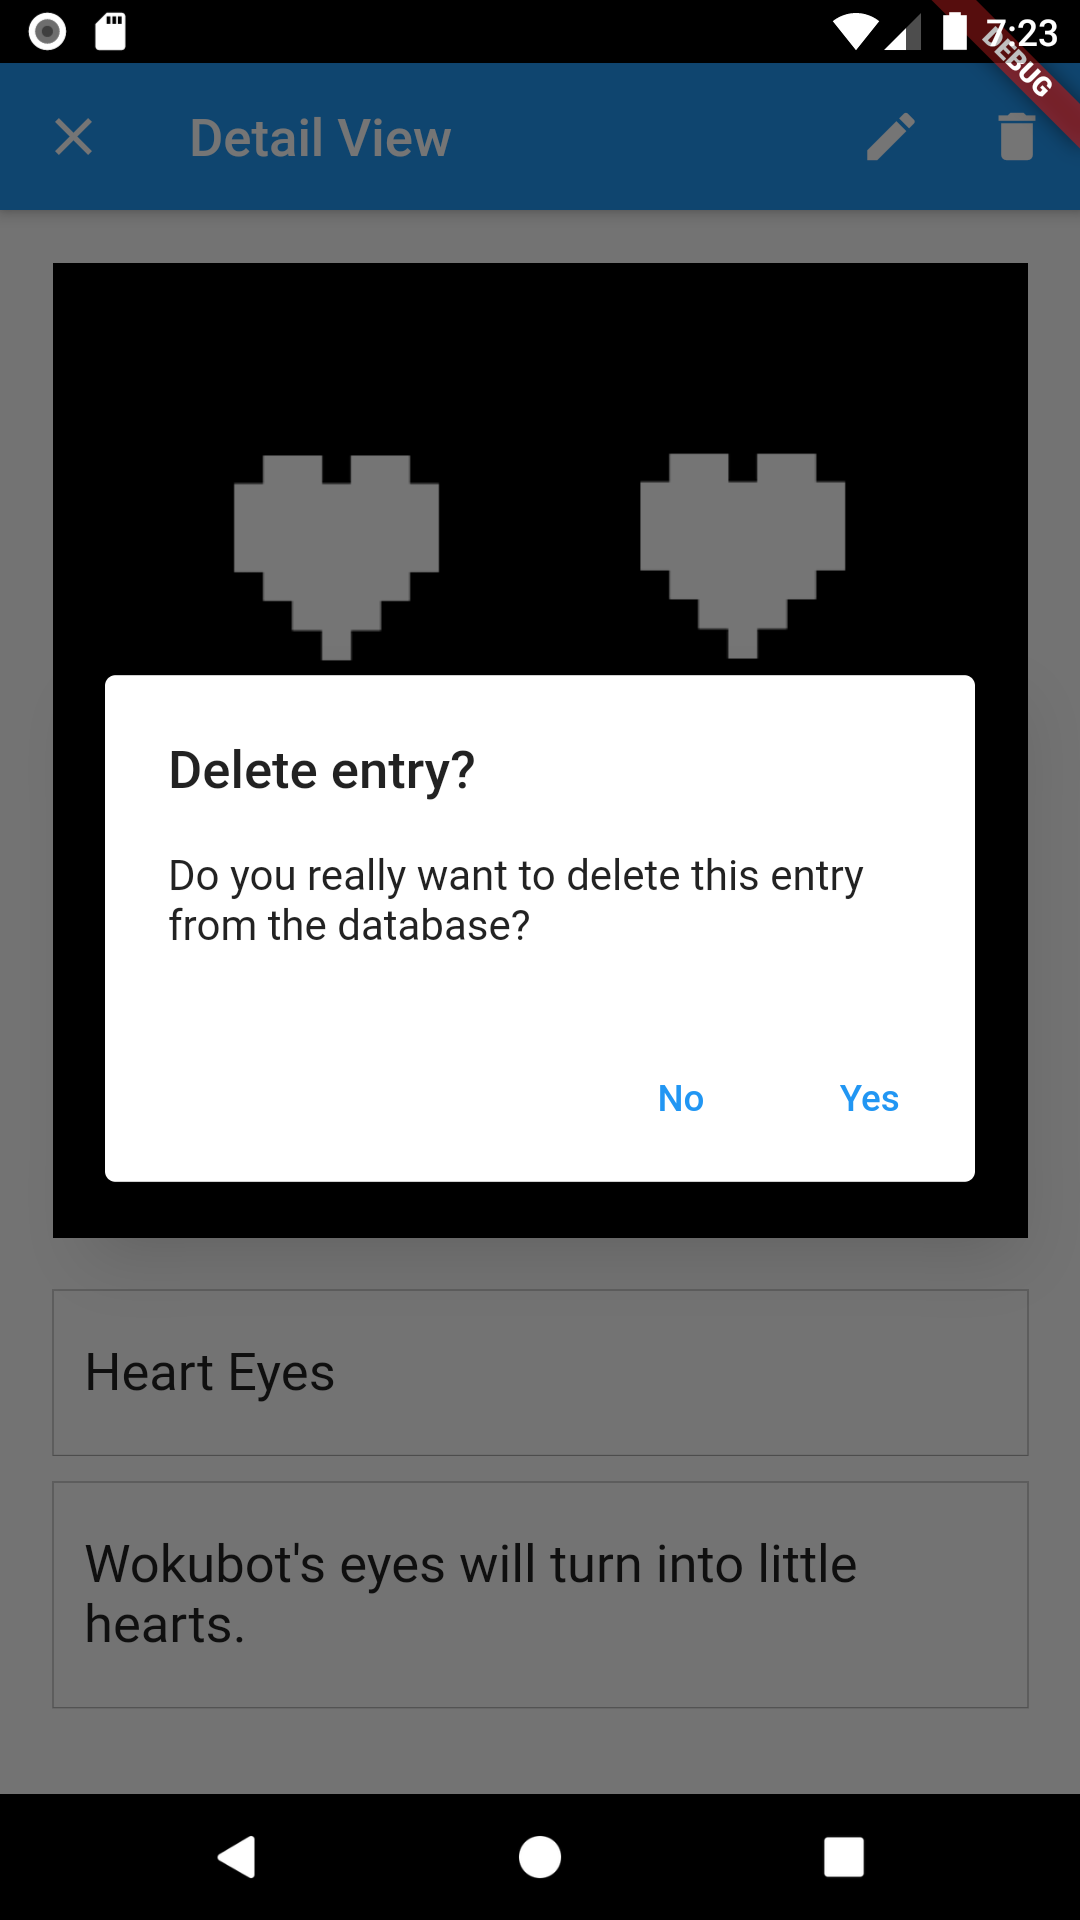 7:23
DEBUG
Detail View
Delete entry?
Do you really want to delete this entry
from the database?
No Yes
Heart Eyes
Wokubot's eyes will turn into little
hearts.